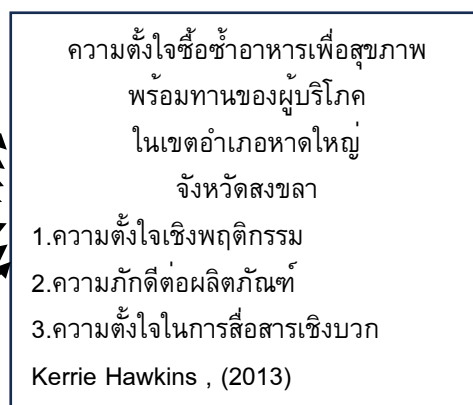 ความตั้งใจซื้อซ้ำอาหารเพื่อสุขภาพ
พร้อมทานของผู้บริโภค
ในเขตอำเภอหาดใหญ่
จังหวัดสงขลา
1.ความตั้งใจเชิงพฤติกรรม
2.ความภักดีต่อผลิตภัณฑ์
3.ความตั้งใจในการสื่อสารเชิงบวก
Kerrie Hawkins , (2013)